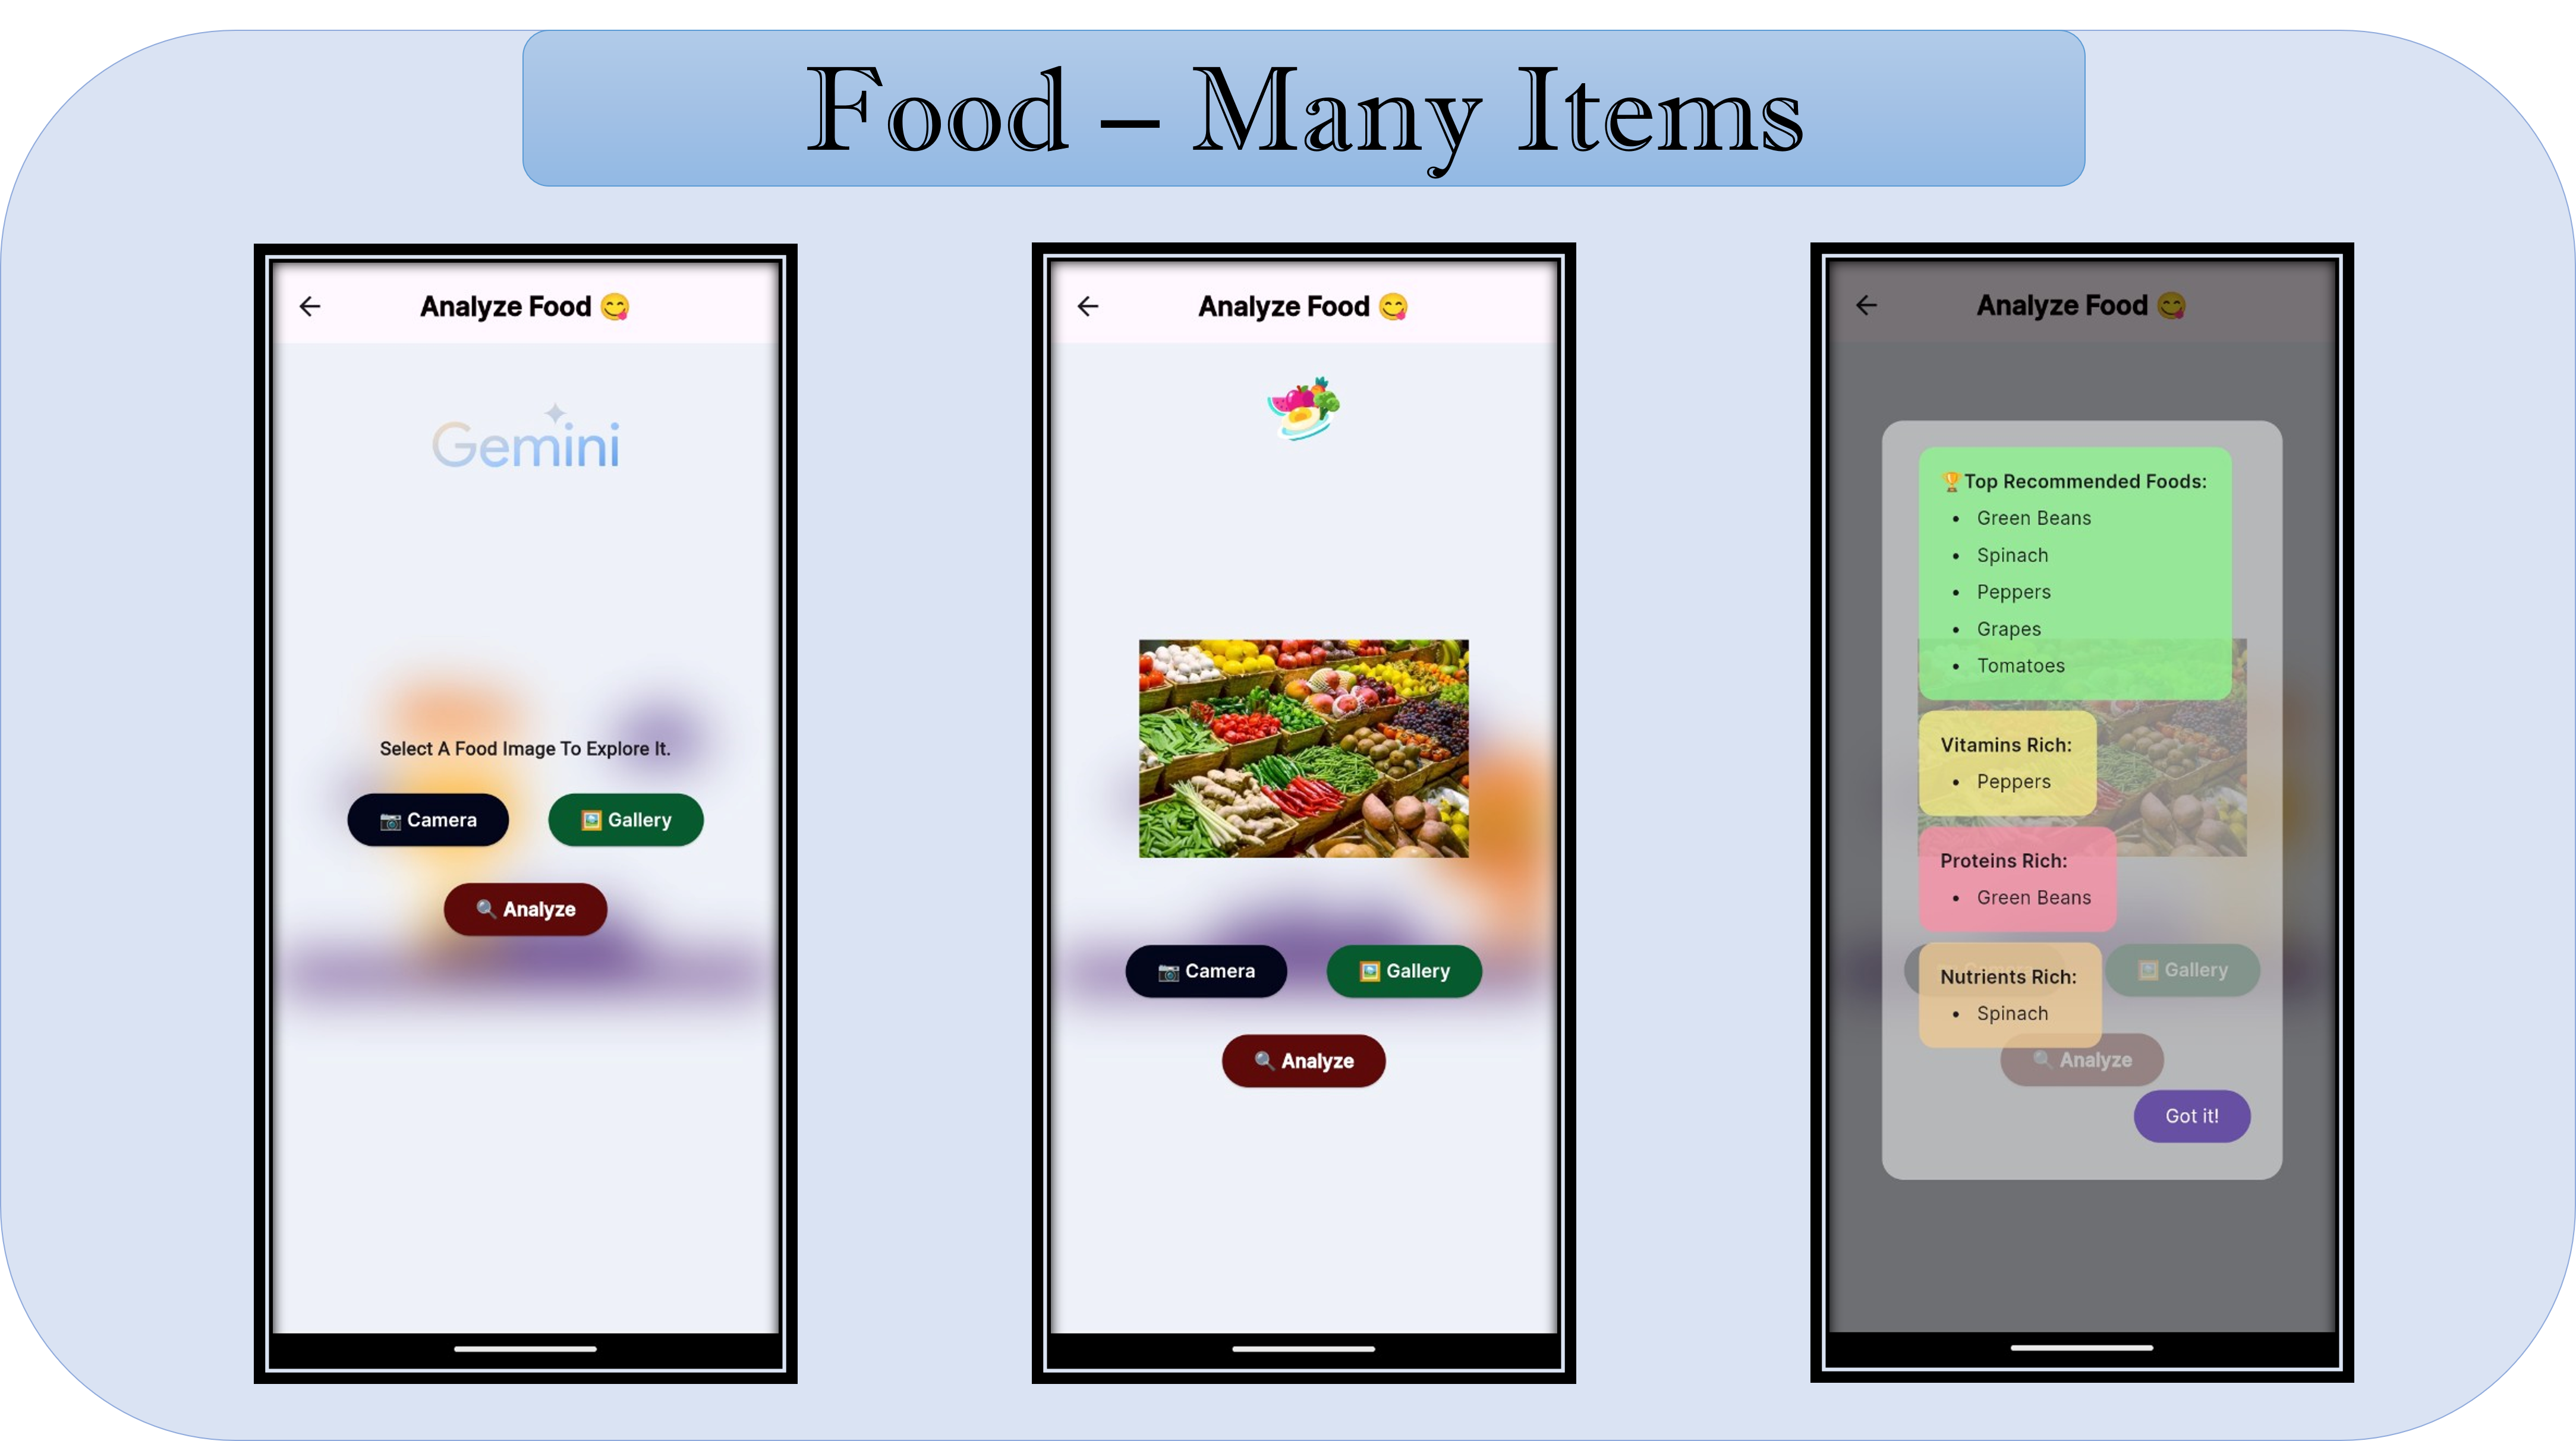 Food – Many Items
Analyze Food 😋
Gemini
Select A Food Image To Explore It.
📷 Camera
🖼️ Gallery
🔍 Analyze
Analyze Food 😋
📷 Camera
🖼️ Gallery
🔍 Analyze
Analyze Food 😋
🏆Top Recommended Foods:
• Green Beans
• Spinach
• Peppers
• Grapes
• Tomatoes
Vitamins Rich:
• Peppers
Proteins Rich:
• Green Beans
Nutrients Rich:
• Spinach
🖼️ Gallery
🔍 Analyze
Got it!